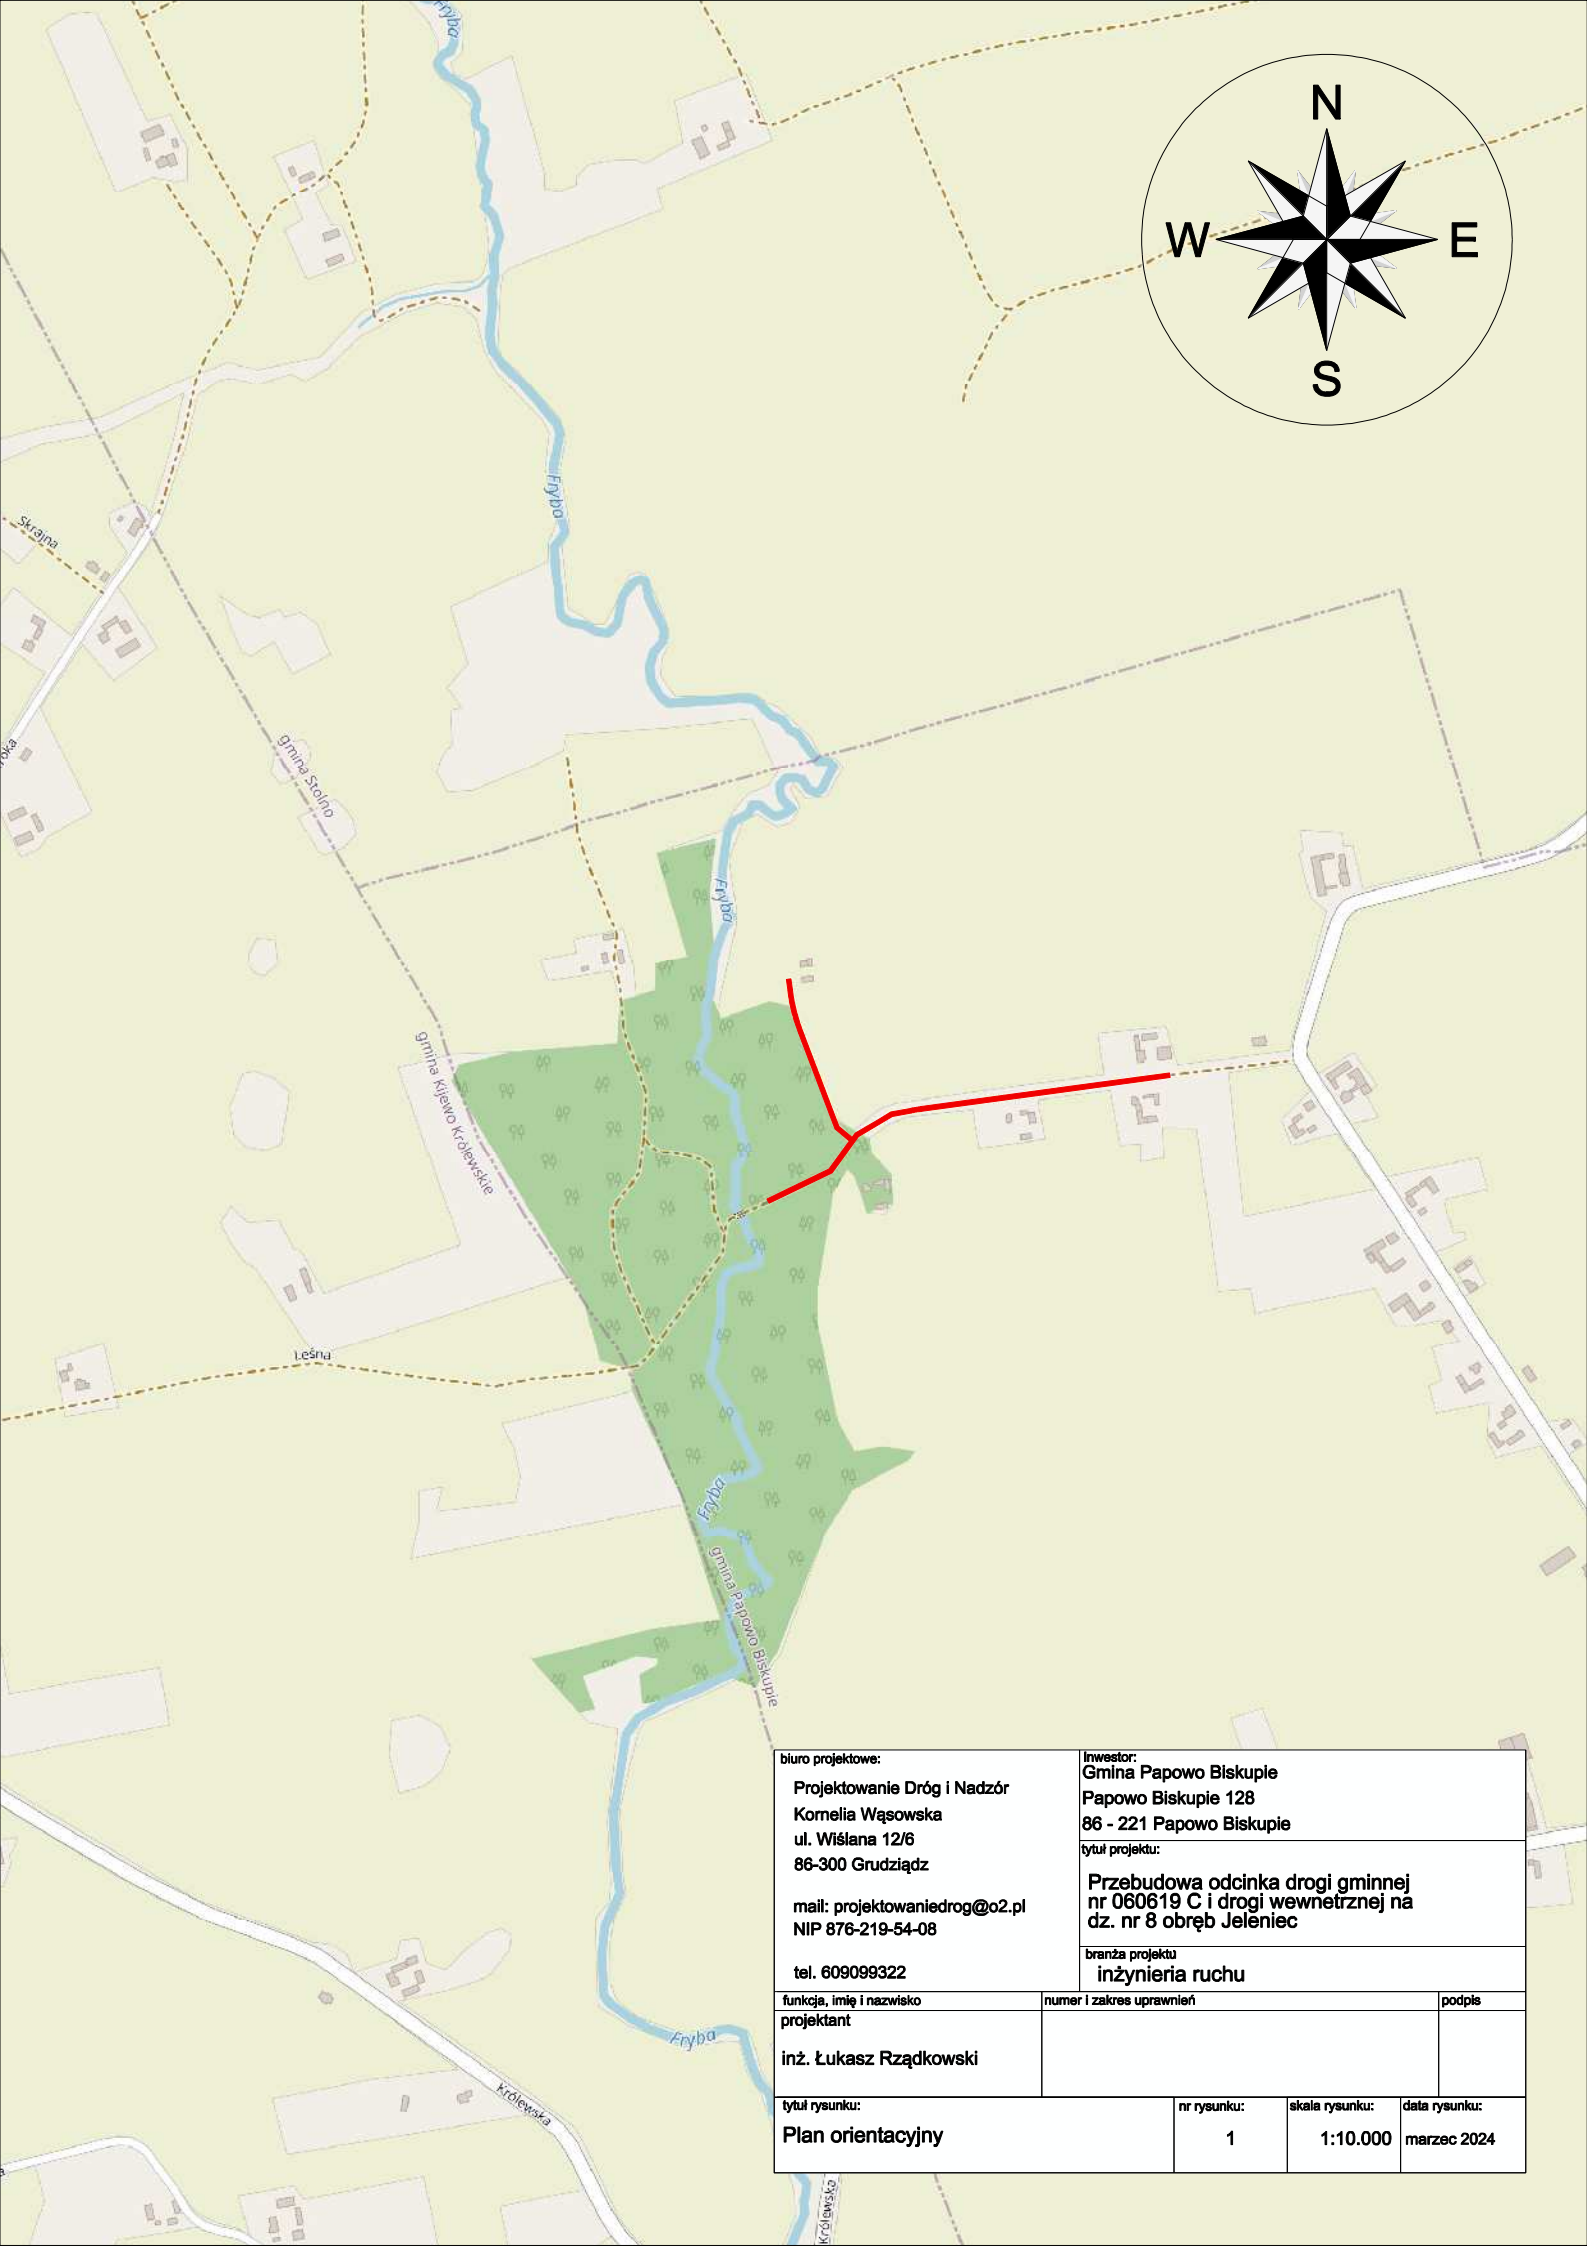 Fryba
N
W
E
S
Fryba
Skrajna
gmina Stolno
Fryba
gmina Kijewo Królewskie
Leśna
Fryba
gmina Papowo Biskupie
Fryba
Królewska
Królewska
biuro projektowe:
Projektowanie Dróg i Nadzór
Kornelia Wąsowska
ul. Wiślana 12/6
86-300 Grudziądz
mail: projektowaniedrog@o2.pl
NIP 876-219-54-08
tel. 609099322
inwestor:
Gmina Papowo Biskupie
Papowo Biskupie 128
86 - 221 Papowo Biskupie
tytuł projektu:
Przebudowa odcinka drogi gminnej
nr 060619 C i drogi wewnetrznej na
dz. nr 8 obręb Jeleniec
branża projektu
inżynieria ruchu
funkcja, imię i nazwisko
numer i zakres uprawnień
podpis
projektant
inż. Łukasz Rządkowski
tytuł rysunku:
Plan orientacyjny
nr rysunku:
1
skala rysunku:
1:10.000
data rysunku:
marzec 2024